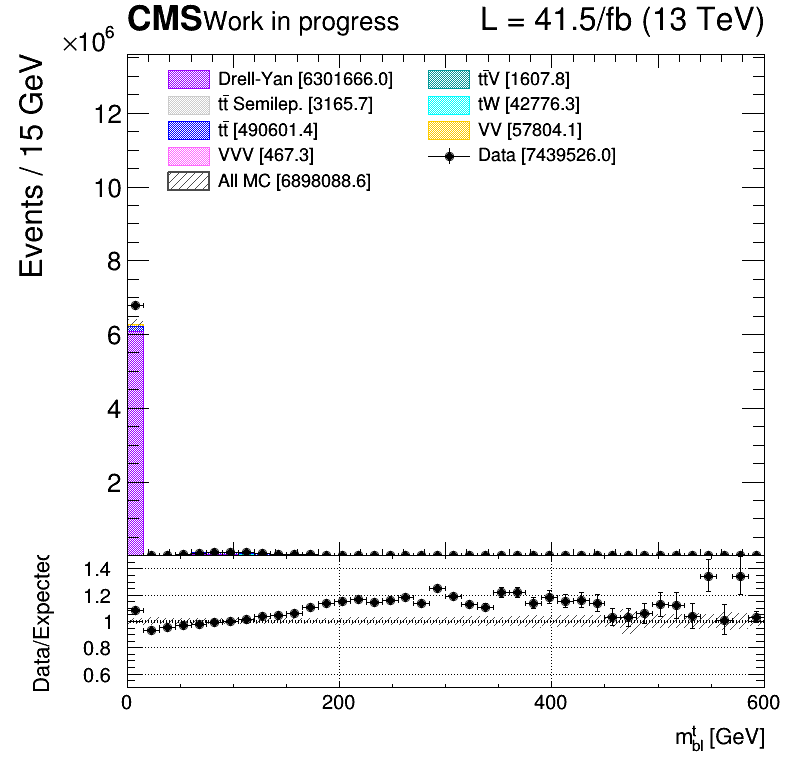 CMS Work in progress L = 41.5/fb (13 TeV)
×10⁶
Events / 15 GeV
Drell-Yan [6301666.0]
tt̄ Semilep. [3165.7]
tt̄ [490601.4]
VVV [467.3]
All MC [6898088.6]
tt̄V [1607.8]
tW [42776.3]
VV [57804.1]
Data [7439526.0]
12
10
8
6
4
2
Data/Expected
1.4
1.2
1
0.8
0.6
0 200 400 600
mᵗbl [GeV]